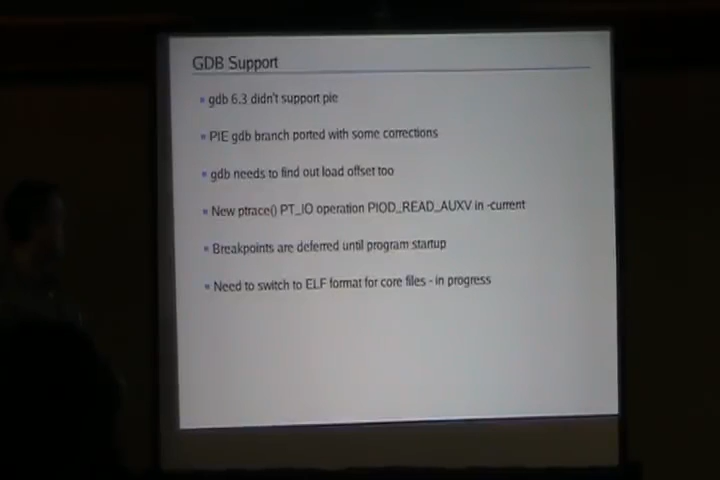 GDB Support
gdb 6.3 didn't support pie
PIE gdb branch ported with some corrections
gdb needs to find out load offset too
New ptrace() PT_IO operation PIOD_READ_AUXV in -current
Breakpoints are deferred until program startup
Need to switch to ELF format for core files - in progress